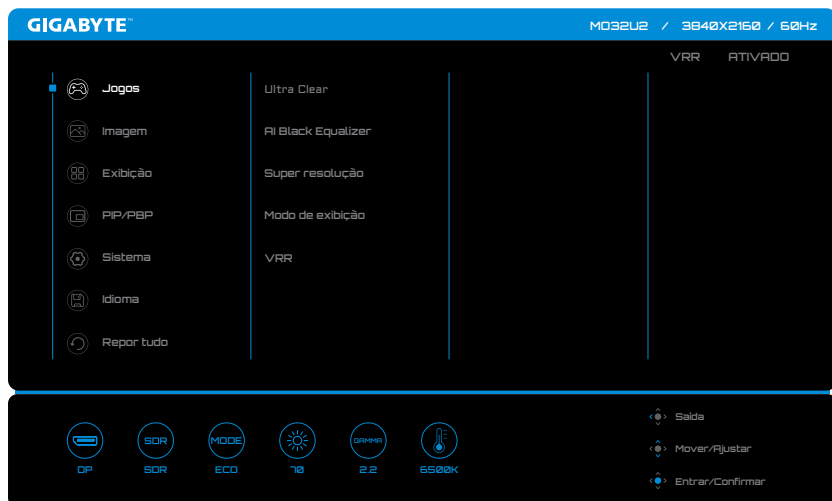 GIGABYTE™ MO32U2 / 3840X2160 / 60Hz
VRR ATIVADO
Jogos Ultra Clear
Imagem AI Black Equalizer
Exibição Super resolução
PIP/PBP Modo de exibição
Sistema VRR
Idioma
Repor tudo
SDR MODE GAMMA
DP SDR ECO 70 2.2 6500K
Saída
Mover/Ajustar
Entrar/Confirmar